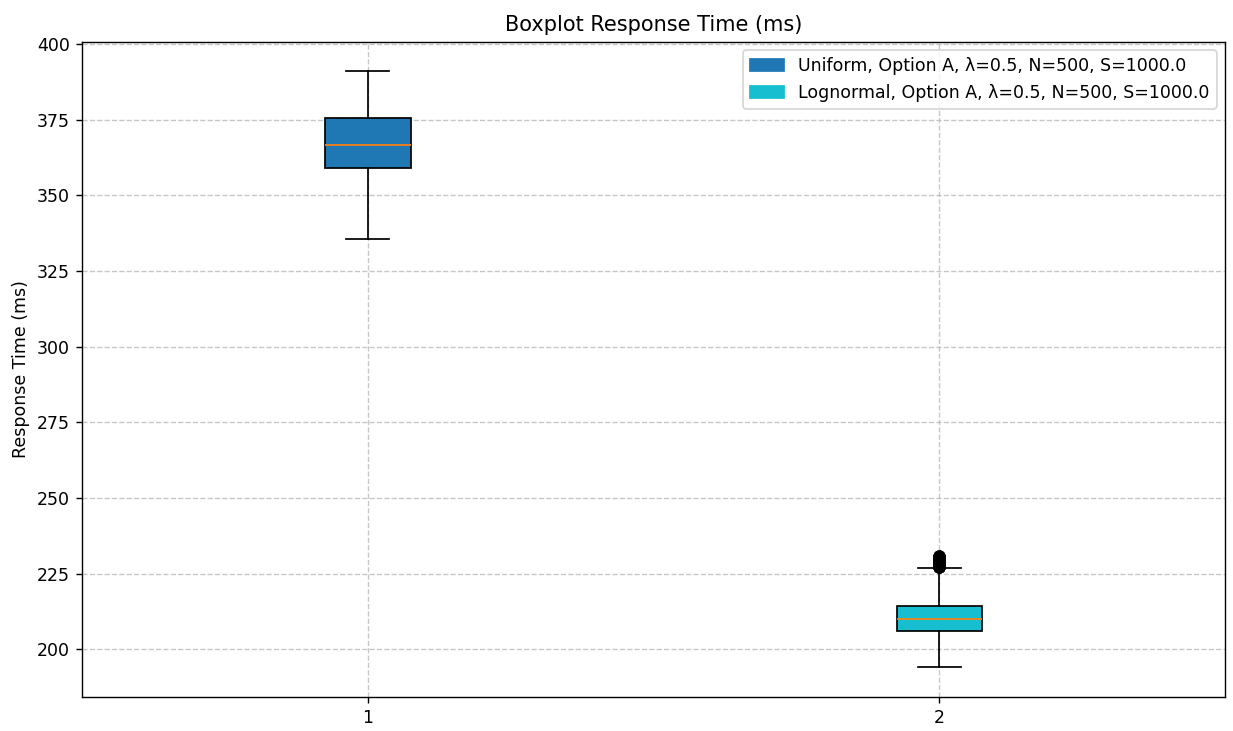 Boxplot Response Time (ms)
Uniform, Option A, λ=0.5, N=500, S=1000.0
Lognormal, Option A, λ=0.5, N=500, S=1000.0
Response Time (ms)
400
375
350
325
300
275
250
225
200
1
2